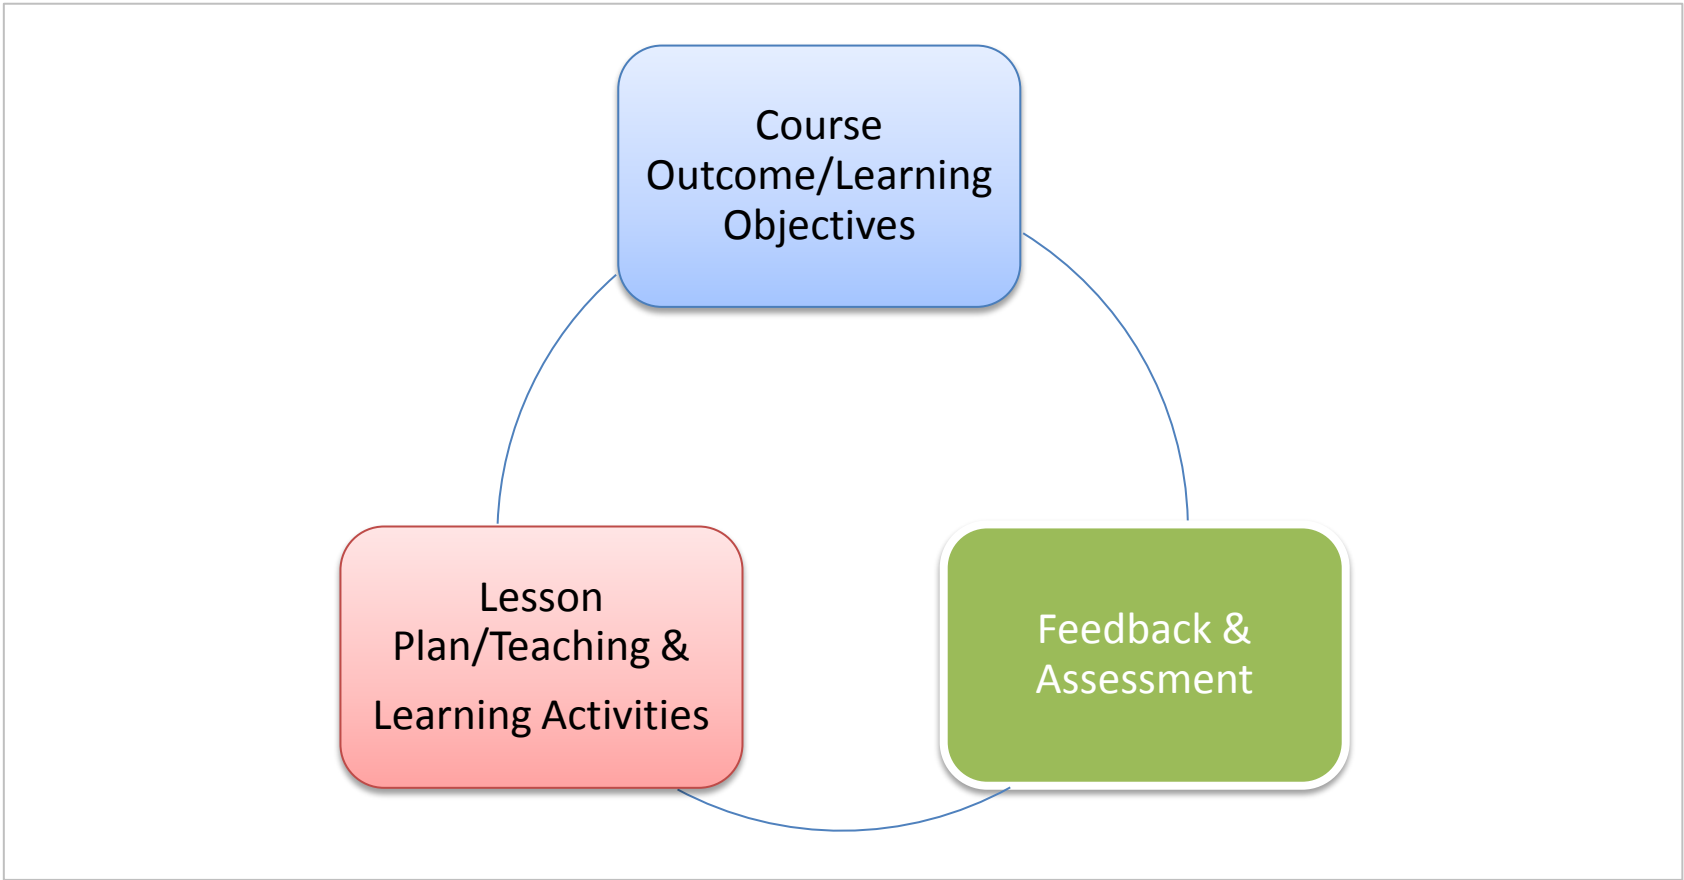 Course
Outcome/Learning
Objectives
Lesson
Plan/Teaching &
Learning Activities
Feedback &
Assessment